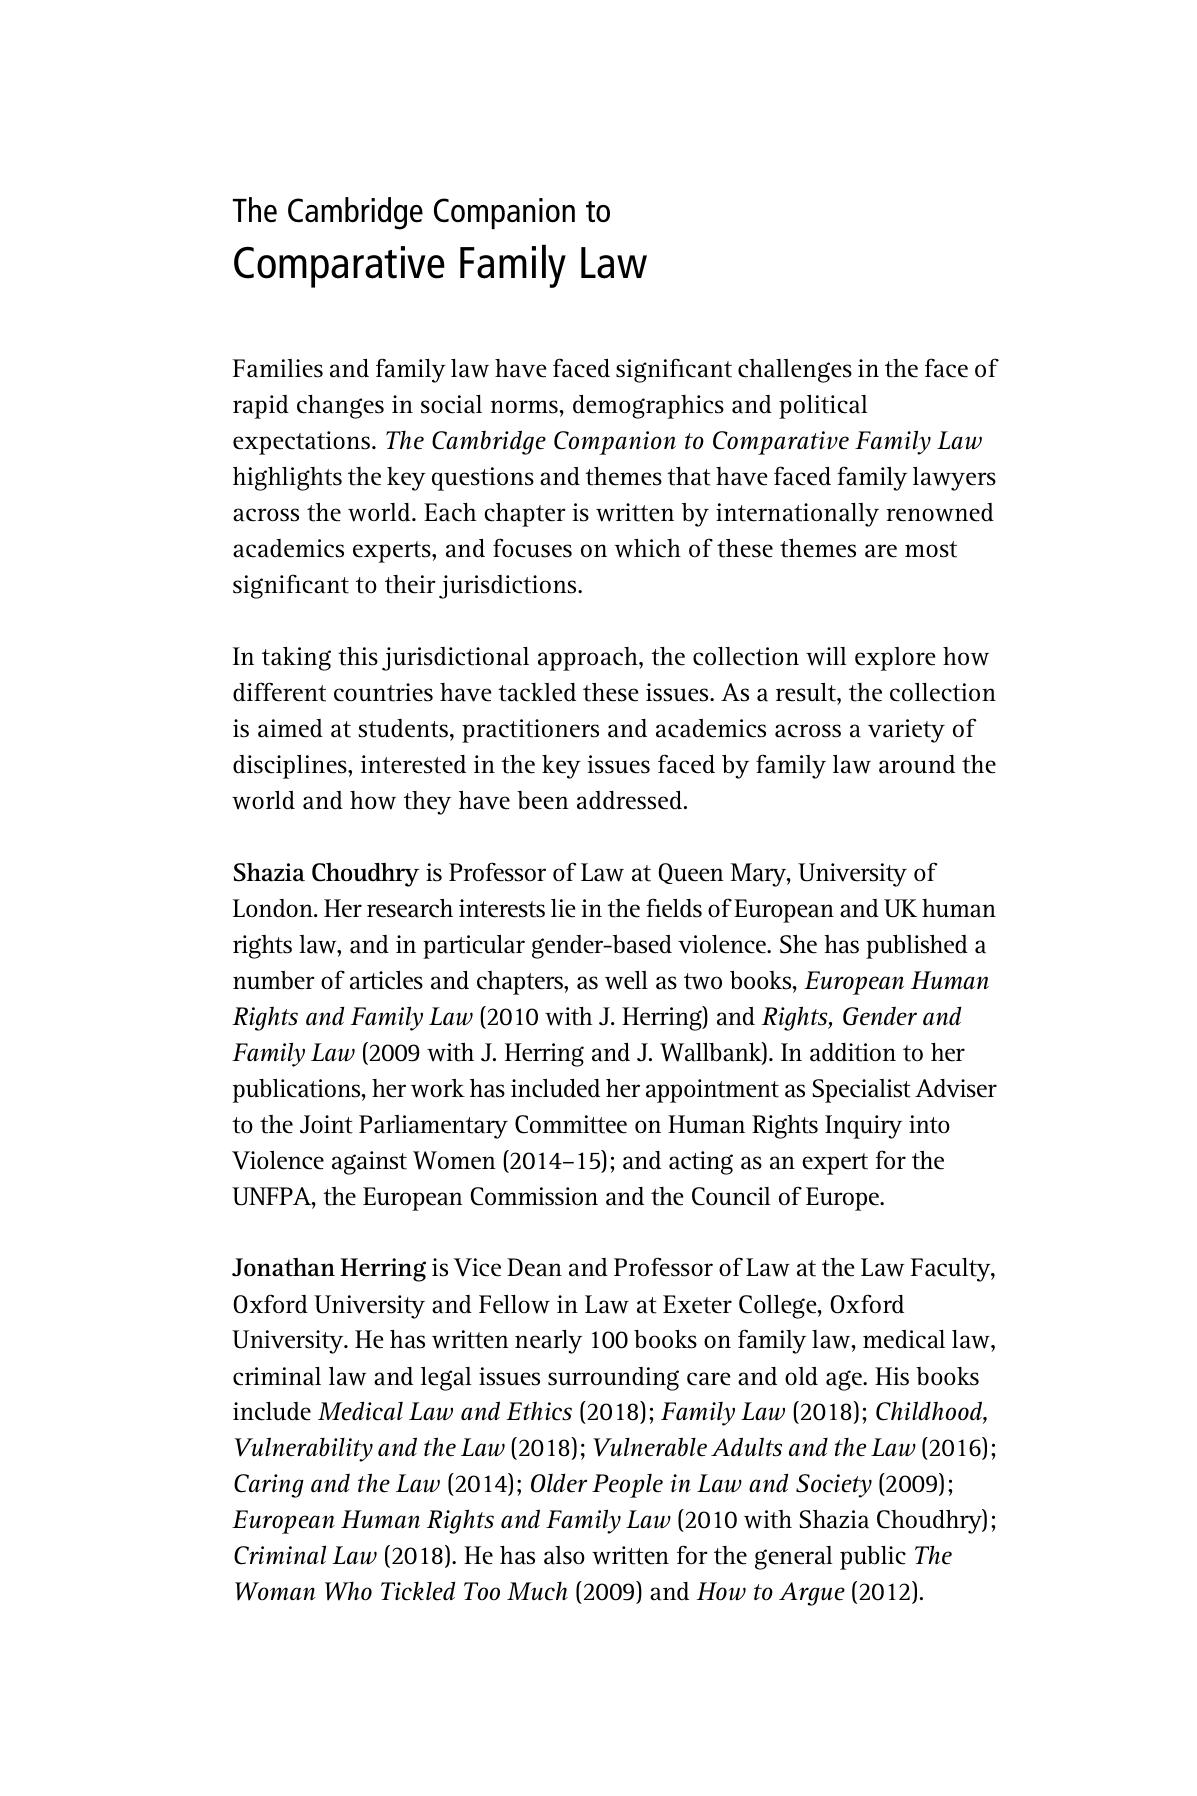 The Cambridge Companion to
Comparative Family Law
Families and family law have faced significant challenges in the face of
rapid changes in social norms, demographics and political
expectations. The Cambridge Companion to Comparative Family Law
highlights the key questions and themes that have faced family lawyers
across the world. Each chapter is written by internationally renowned
academics experts, and focuses on which of these themes are most
significant to their jurisdictions.
In taking this jurisdictional approach, the collection will explore how
different countries have tackled these issues. As a result, the collection
is aimed at students, practitioners and academics across a variety of
disciplines, interested in the key issues faced by family law around the
world and how they have been addressed.
Shazia Choudhry is Professor of Law at Queen Mary, University of
London. Her research interests lie in the fields of European and UK human
rights law, and in particular gender-based violence. She has published a
number of articles and chapters, as well as two books, European Human
Rights and Family Law (2010 with J. Herring) and Rights, Gender and
Family Law (2009 with J. Herring and J. Wallbank). In addition to her
publications, her work has included her appointment as Specialist Adviser
to the Joint Parliamentary Committee on Human Rights Inquiry into
Violence against Women (2014–15); and acting as an expert for the
UNFPA, the European Commission and the Council of Europe.
Jonathan Herring is Vice Dean and Professor of Law at the Law Faculty,
Oxford University and Fellow in Law at Exeter College, Oxford
University. He has written nearly 100 books on family law, medical law,
criminal law and legal issues surrounding care and old age. His books
include Medical Law and Ethics (2018); Family Law (2018); Childhood,
Vulnerability and the Law (2018); Vulnerable Adults and the Law (2016);
Caring and the Law (2014); Older People in Law and Society (2009);
European Human Rights and Family Law (2010 with Shazia Choudhry);
Criminal Law (2018). He has also written for the general public The
Woman Who Tickled Too Much (2009) and How to Argue (2012).